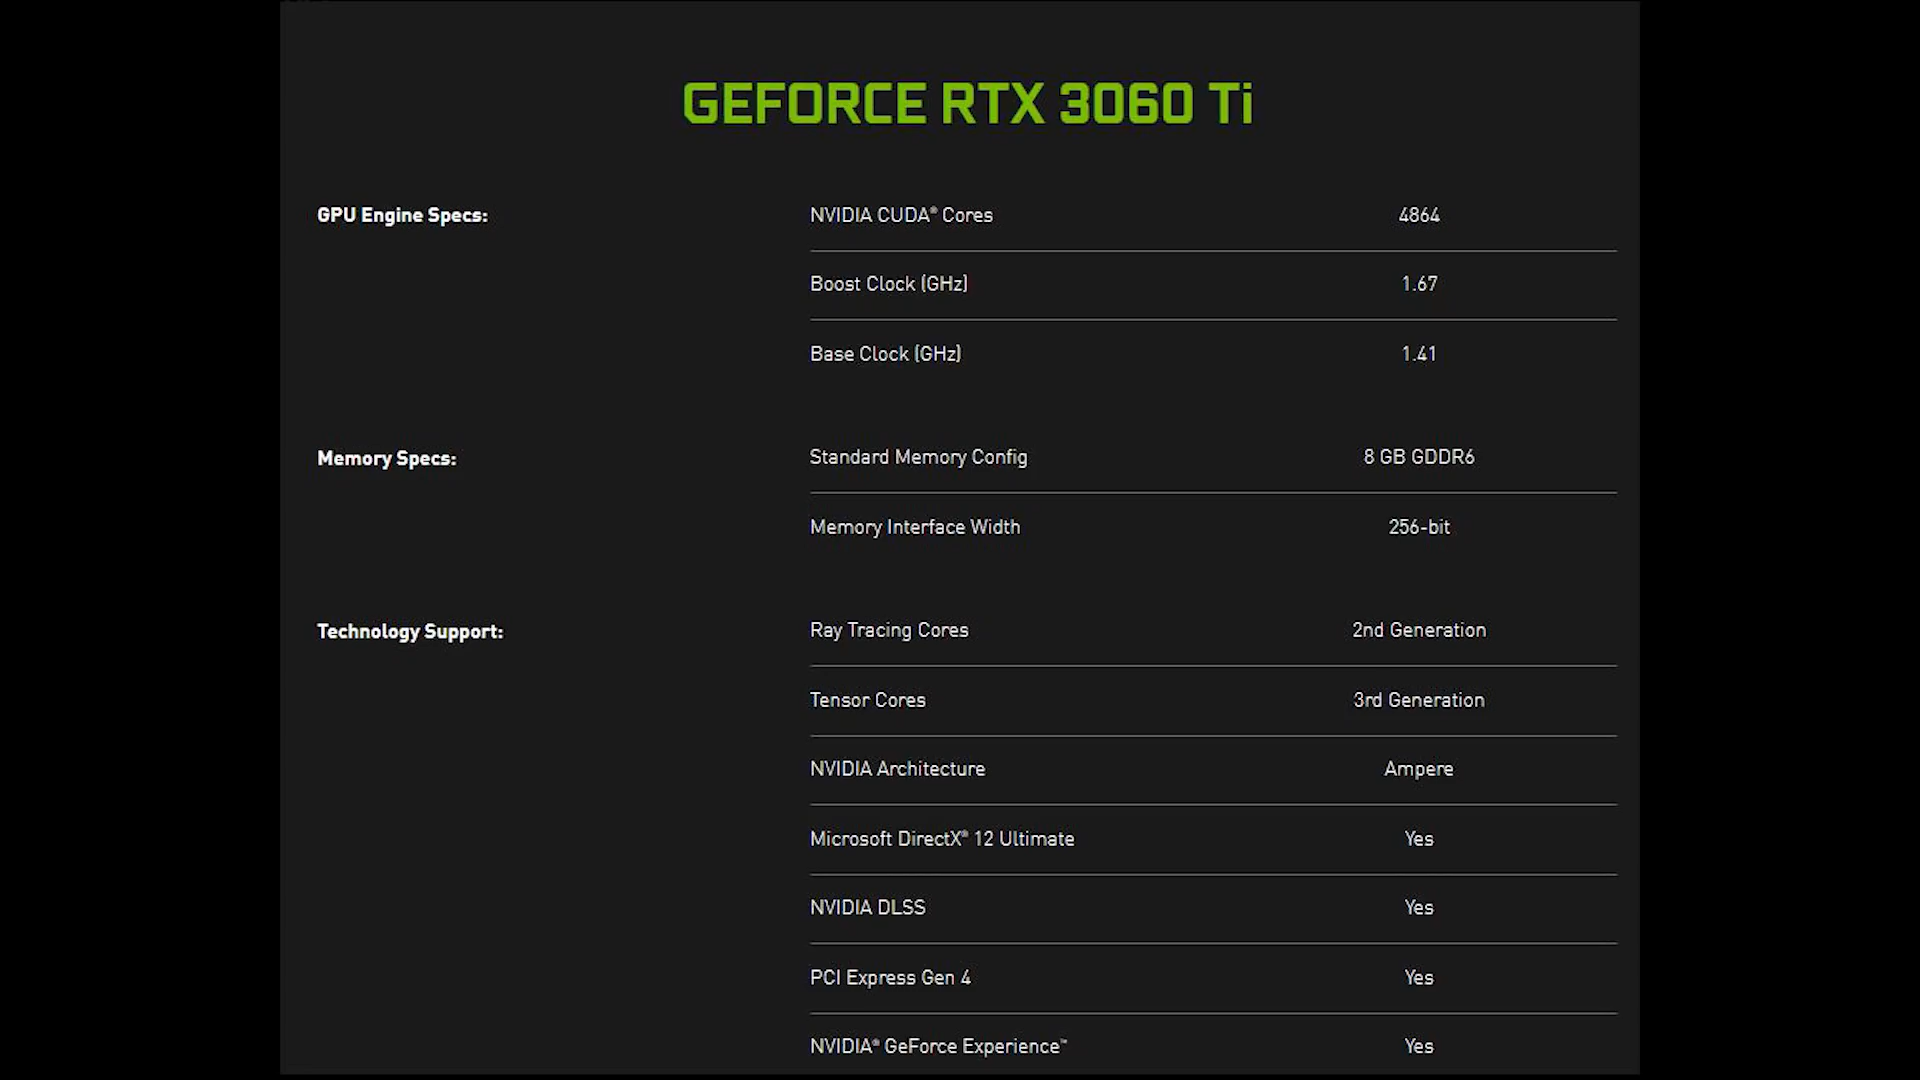 GEFORCE RTX 3060 Ti
GPU Engine Specs: NVIDIA CUDA® Cores 4864
Boost Clock (GHz) 1.67
Base Clock (GHz) 1.41
Memory Specs: Standard Memory Config 8 GB GDDR6
Memory Interface Width 256-bit
Technology Support: Ray Tracing Cores 2nd Generation
Tensor Cores 3rd Generation
NVIDIA Architecture Ampere
Microsoft DirectX® 12 Ultimate Yes
NVIDIA DLSS Yes
PCI Express Gen 4 Yes
NVIDIA® GeForce Experience™ Yes